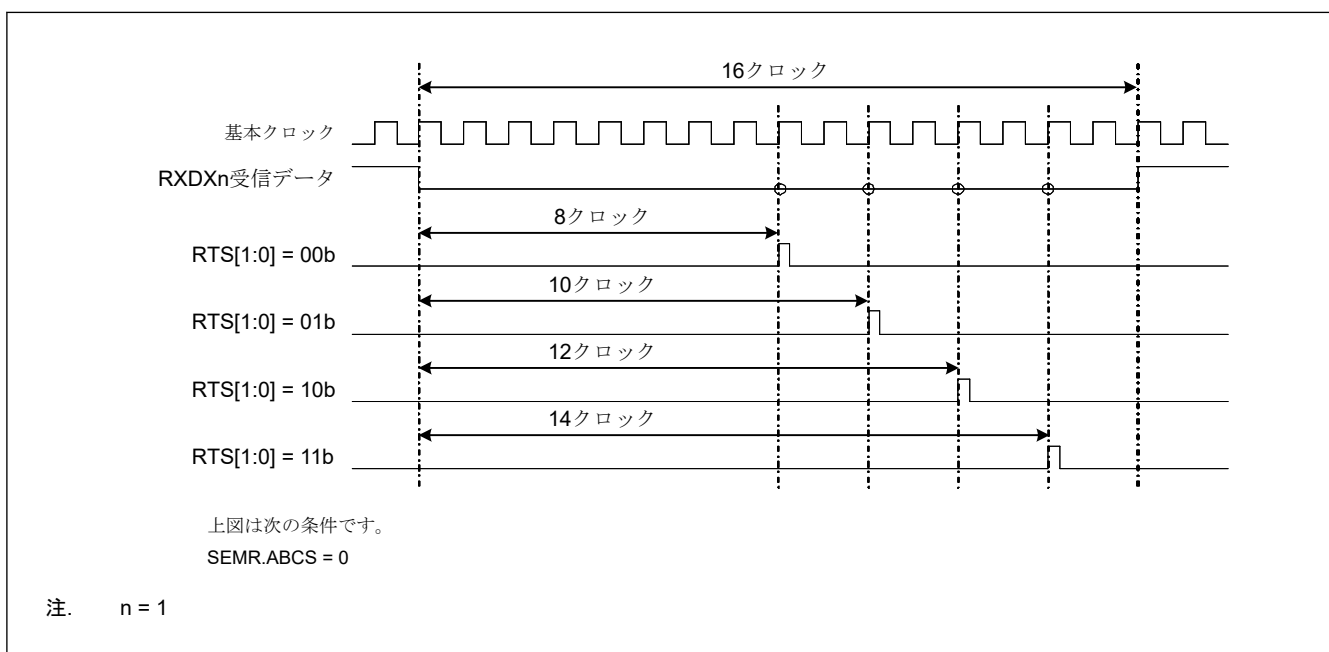 16クロック
基本クロック
RXDXn受信データ
8クロック
RTS[1:0] = 00b
10クロック
RTS[1:0] = 01b
12クロック
RTS[1:0] = 10b
14クロック
RTS[1:0] = 11b
上図は次の条件です。
SEMR.ABCS = 0
注. n = 1